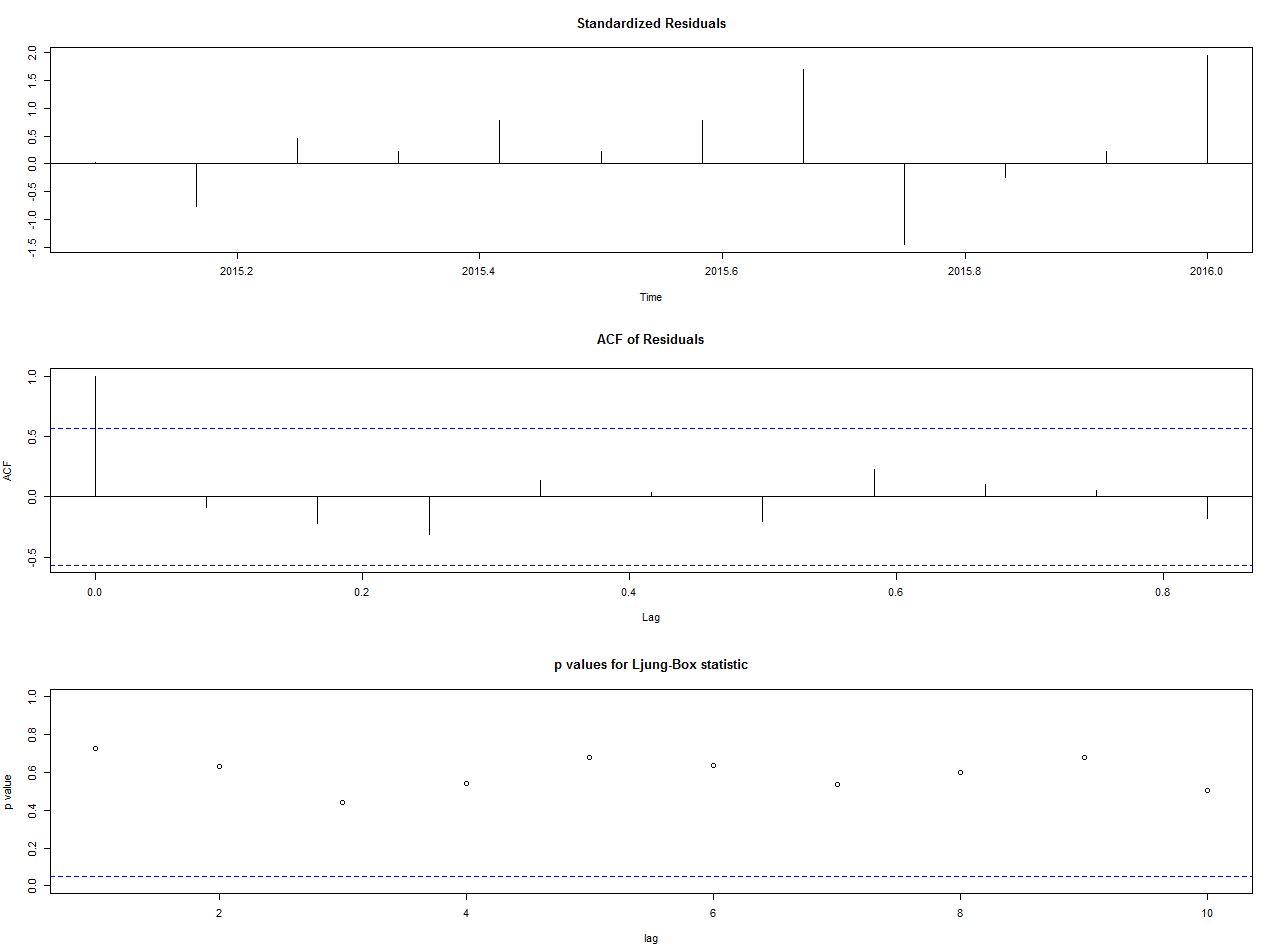 Standardized Residuals
2.0
1.5
1.0
0.5
0.0
-0.5
-1.0
-1.5
2015.2 2015.4 2015.6 2015.8 2016.0
Time
ACF of Residuals
ACF
1.0
0.5
0.0
-0.5
0.0 0.2 0.4 0.6 0.8
Lag
p values for Ljung-Box statistic
p value
1.0
0.8
0.6
0.4
0.2
0.0
2 4 6 8 10
lag